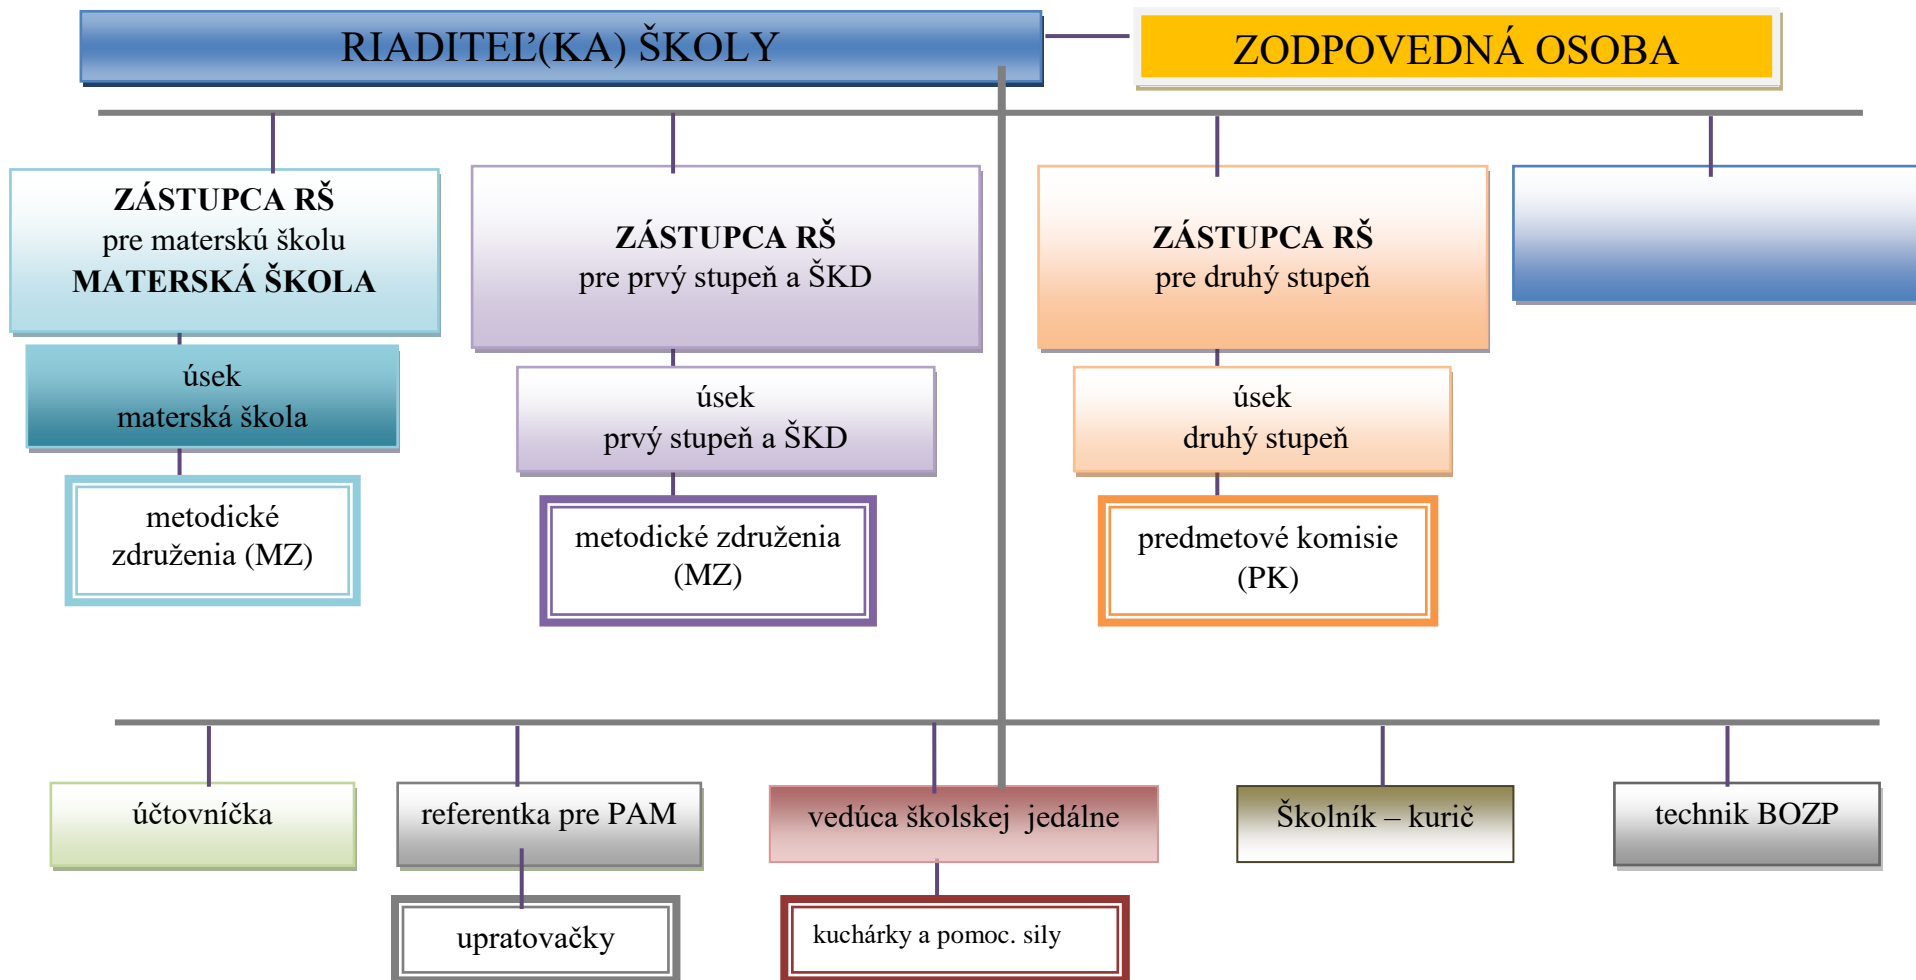 RIADITEĽ(KA) ŠKOLY
ZODPOVEDNÁ OSOBA
ZÁSTUPCA RŠ
pre materskú školu
MATERSKÁ ŠKOLA
ZÁSTUPCA RŠ
pre prvý stupeň a ŠKD
ZÁSTUPCA RŠ
pre druhý stupeň
úsek
materská škola
úsek
prvý stupeň a ŠKD
úsek
druhý stupeň
metodické
združenia (MZ)
metodické združenia
(MZ)
predmetové komisie
(PK)
účtovníčka
referentka pre PAM
vedúca školskej  jedálne
Školník – kurič
technik BOZP
upratovačky
kuchárky a pomoc. sily